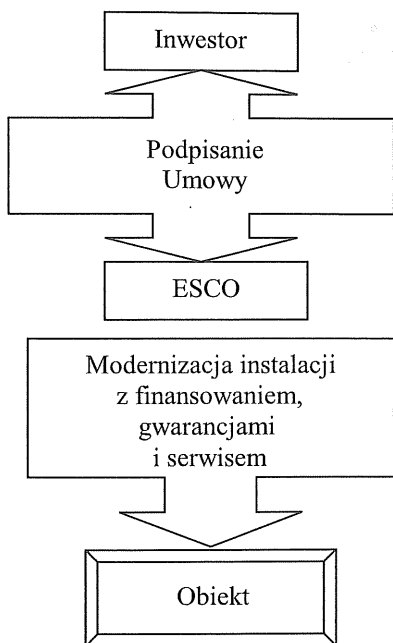 Inwestor
Podpisanie
Umowy
ESCO
Modernizacja instalacji
z finansowaniem,
gwarancjami
i serwisem
Obiekt